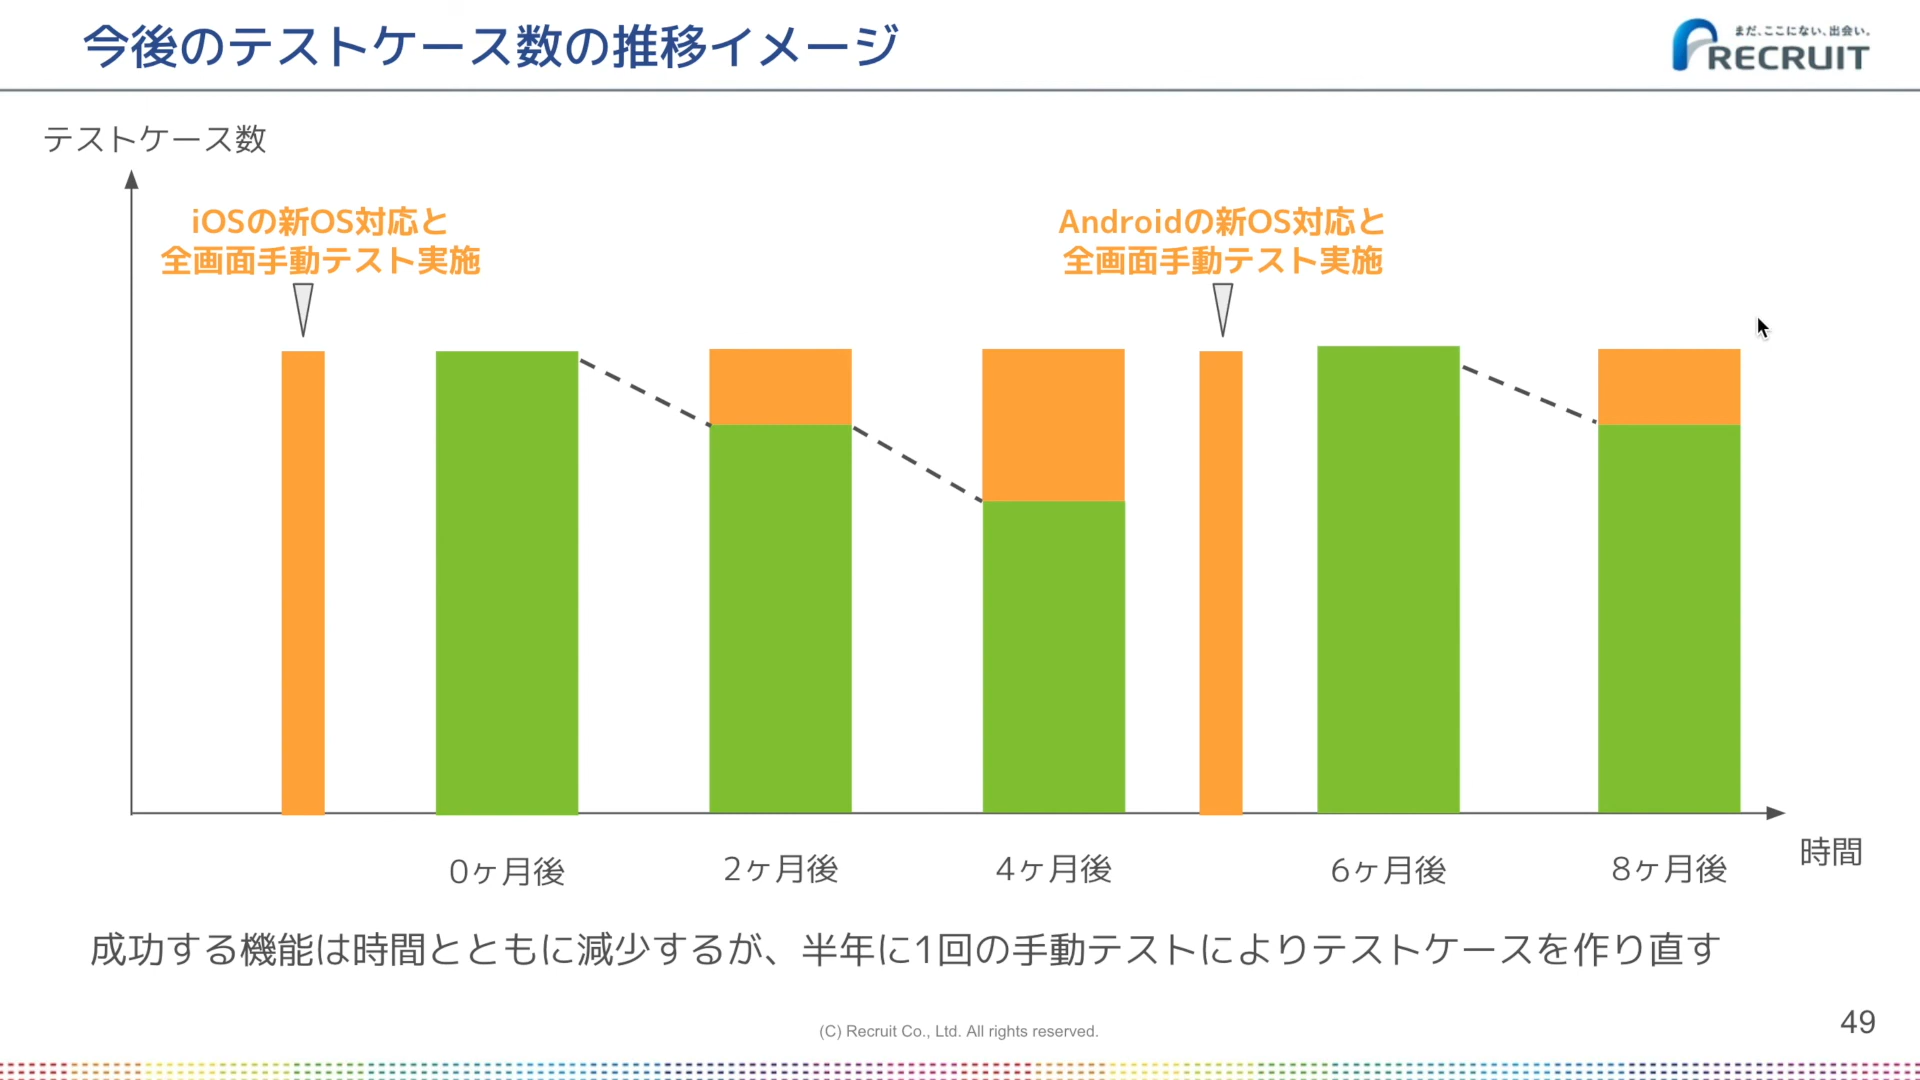 今後のテストケース数の推移イメージ
まだ、ここにない、出会い。
RECRUIT
テストケース数
iOSの新OS対応と
全画面手動テスト実施
Androidの新OS対応と
全画面手動テスト実施
0ヶ月後
2ヶ月後
4ヶ月後
6ヶ月後
8ヶ月後
時間
成功する機能は時間とともに減少するが、半年に1回の手動テストによりテストケースを作り直す
(C) Recruit Co., Ltd. All rights reserved.
49